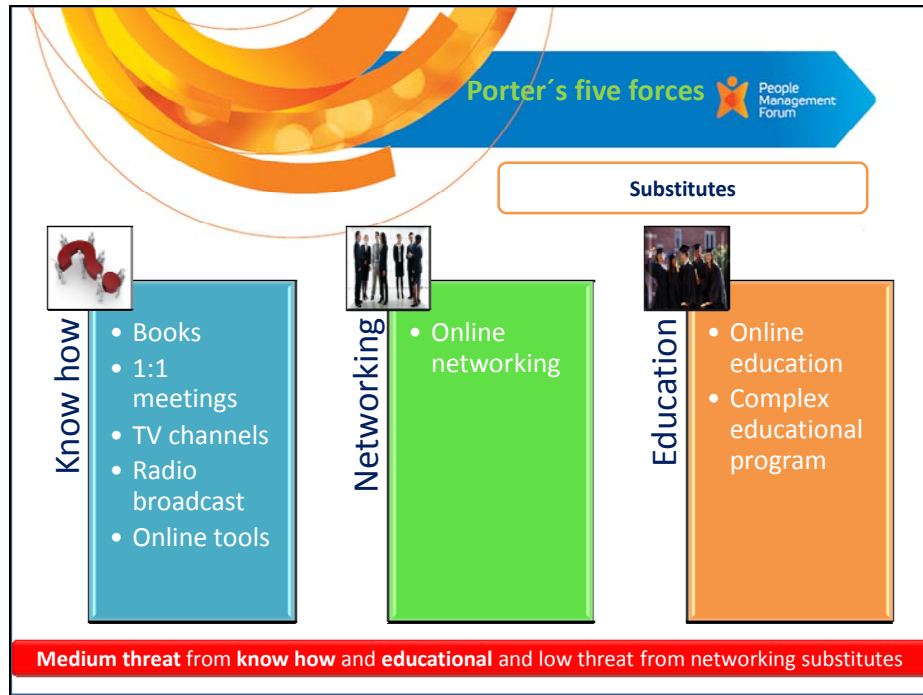 Porter´s five forces
People
Management
Forum
Substitutes
Know how
• Books
• 1:1
meetings
• TV channels
• Radio
broadcast
• Online tools
Networking
• Online
networking
Education
• Online
education
• Complex
educational
program
Medium threat from know how and educational and low threat from networking substitutes